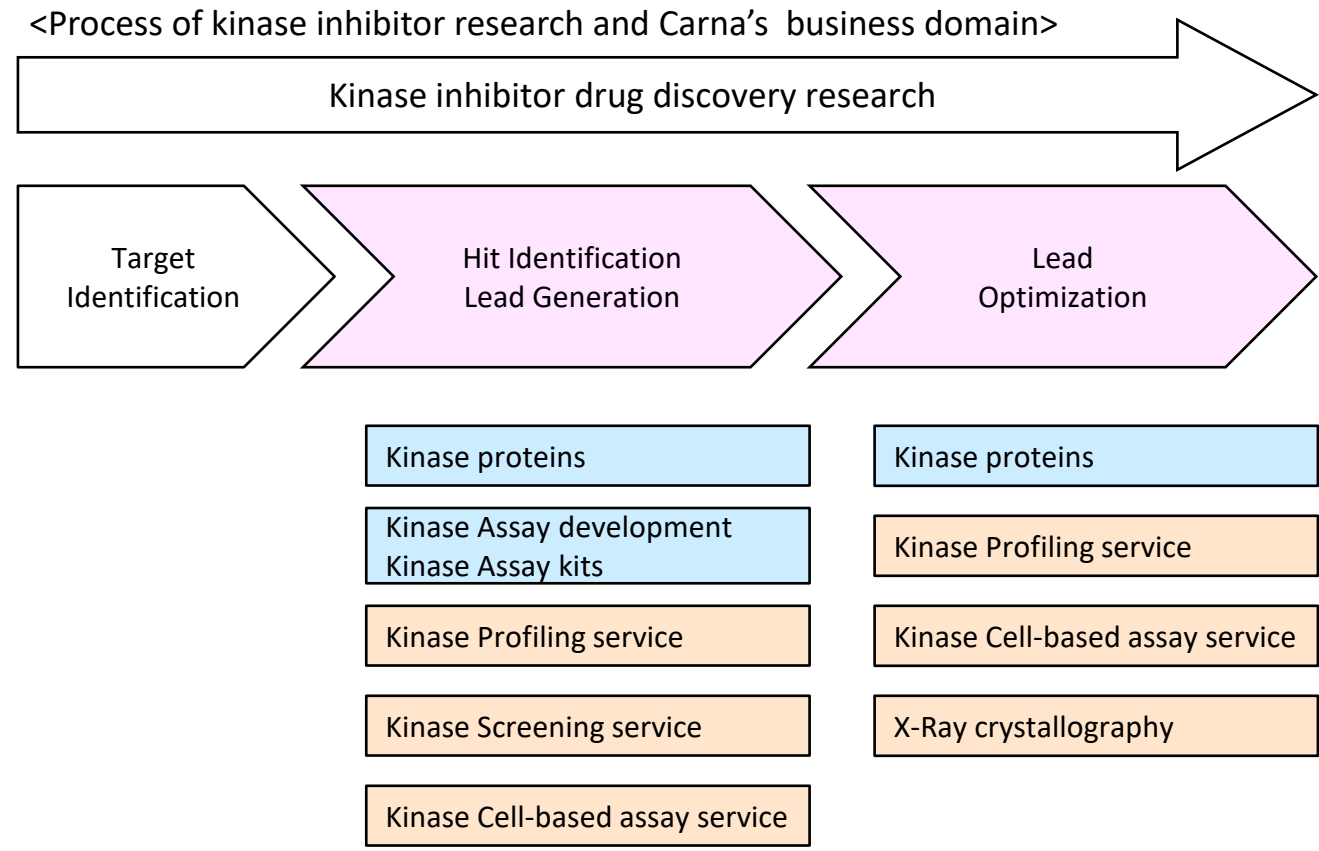 <Process of kinase inhibitor research and Carna’s  business domain>
Kinase inhibitor drug discovery research
Target
Identification
Hit Identification
Lead Generation
Lead
Optimization
Kinase proteins
Kinase Assay development
Kinase Assay kits
Kinase Profiling service
Kinase Screening service
Kinase Cell-based assay service
Kinase proteins
Kinase Profiling service
Kinase Cell-based assay service
X-Ray crystallography